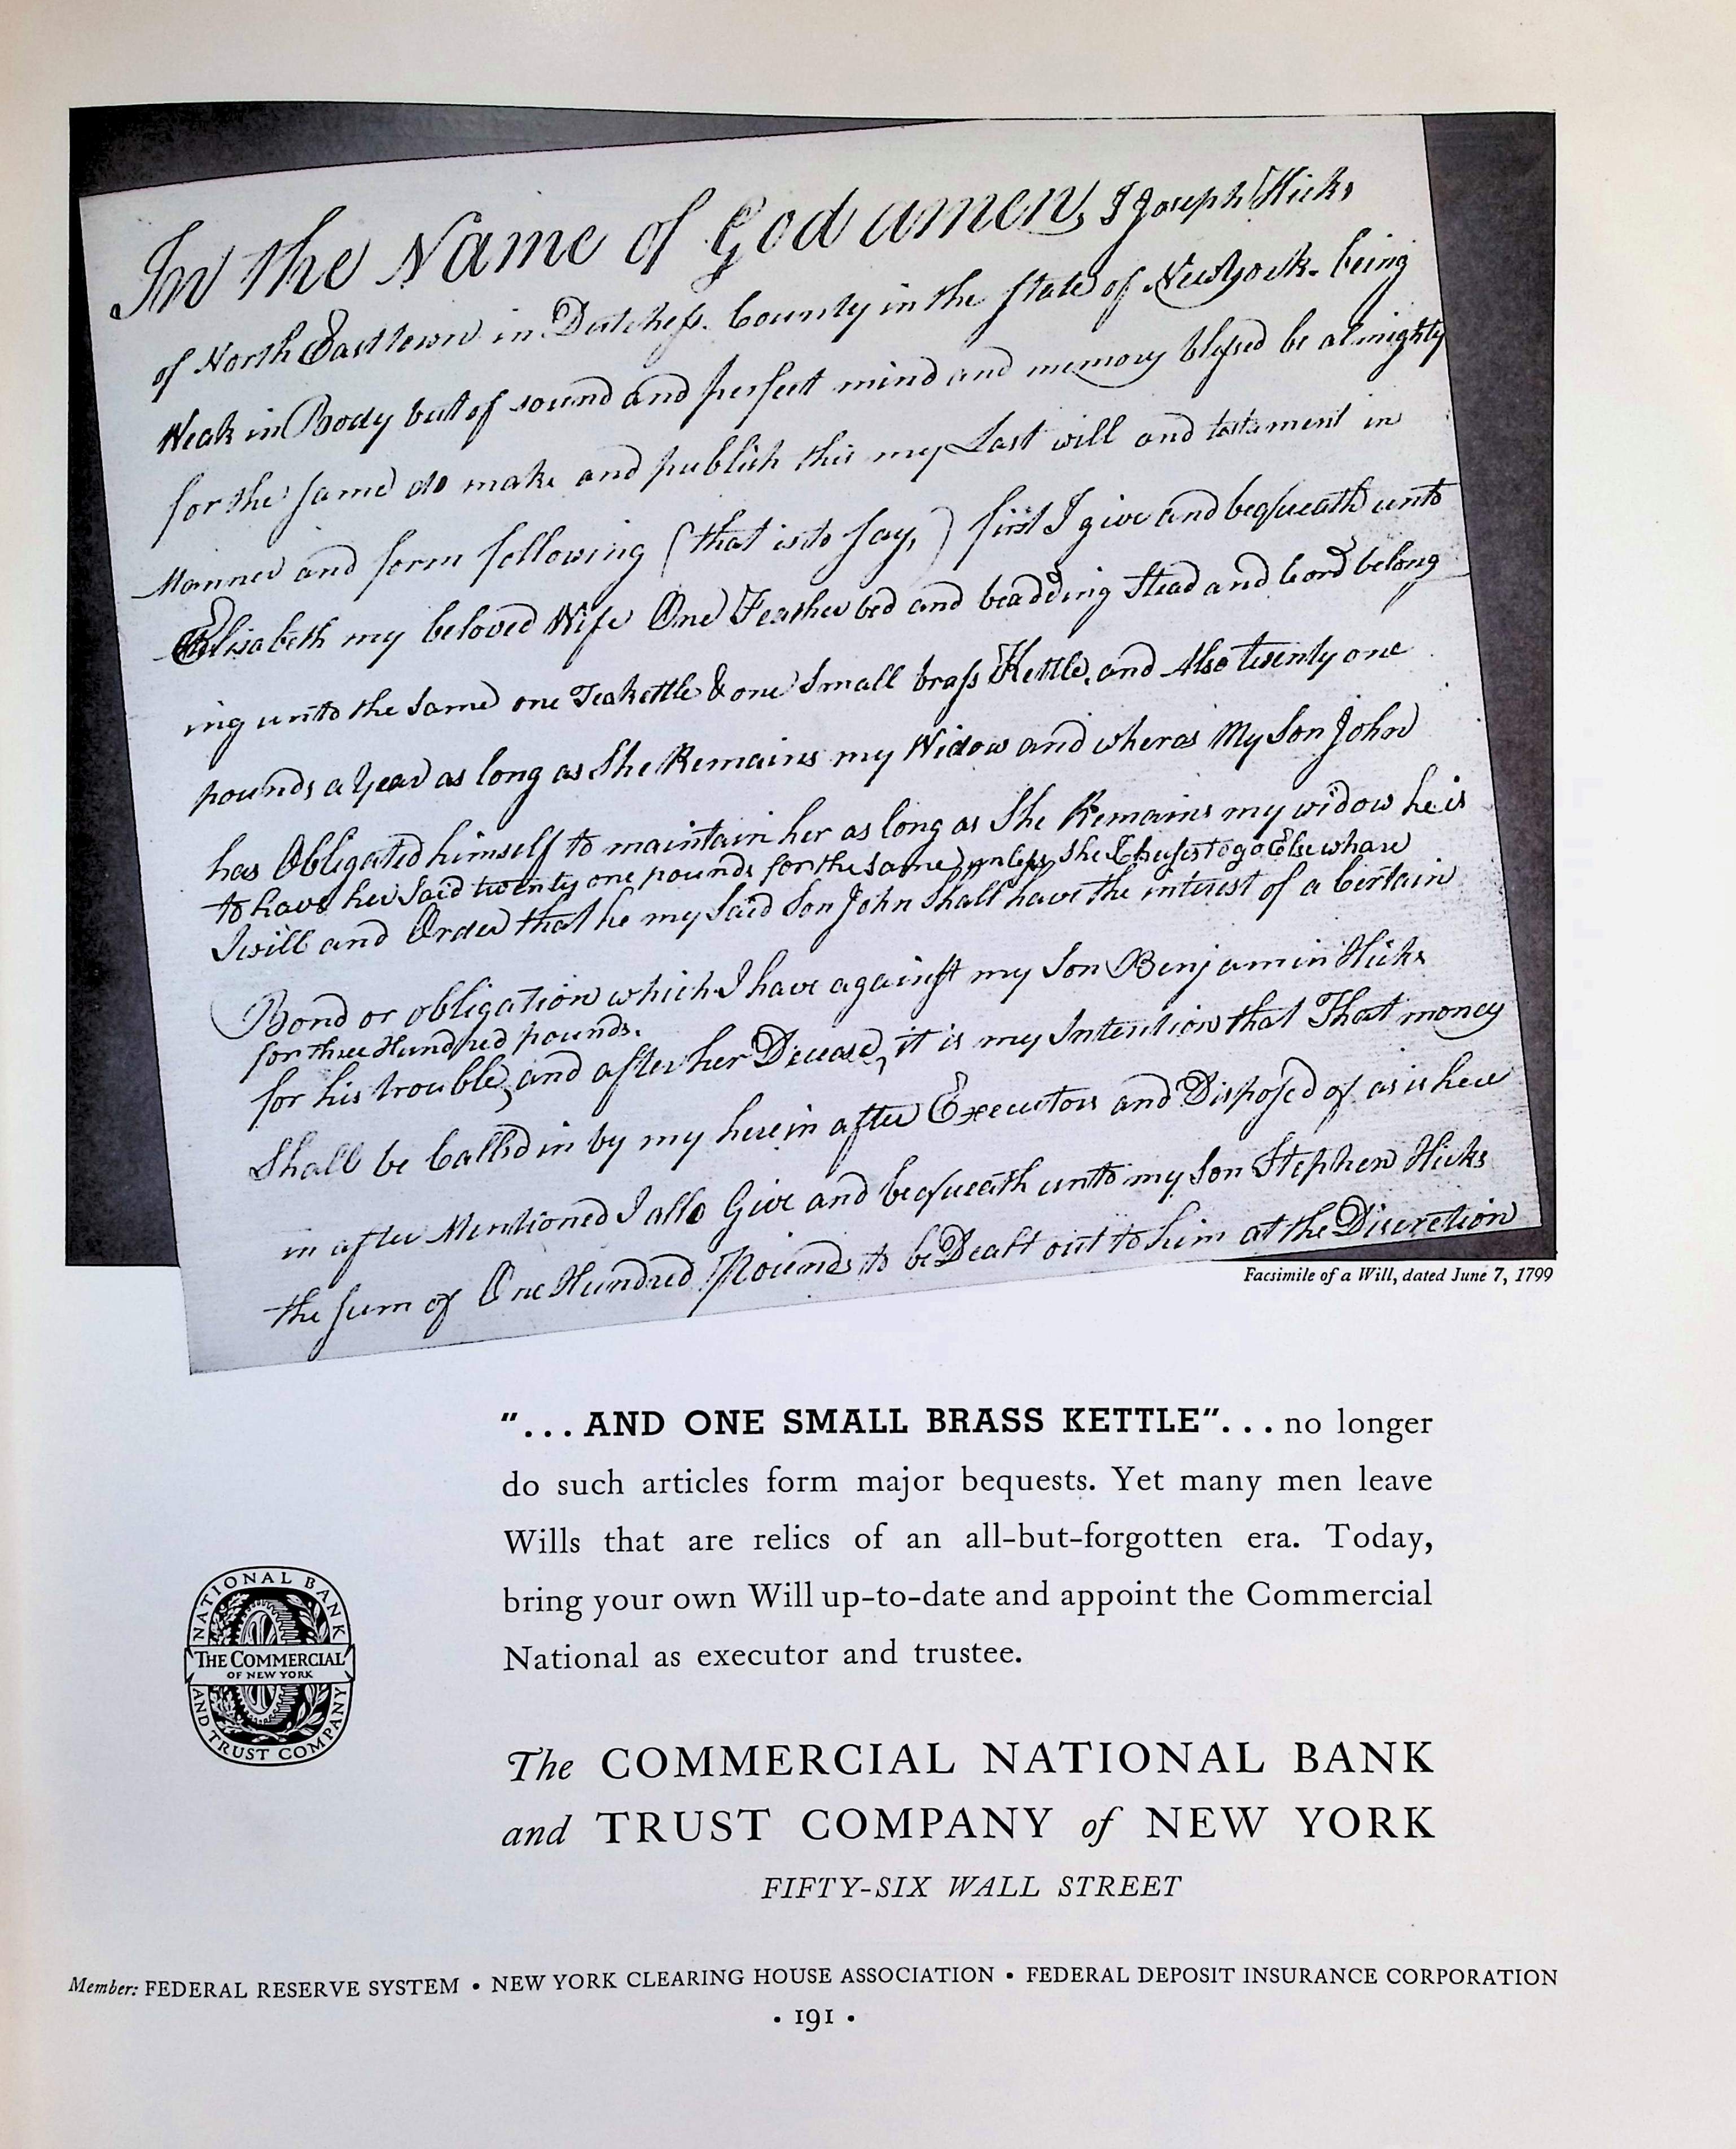 In the Name of God amen, I Joseph Hicks
of North East town in Dutchess County in the state of New York being
Weak in Body but of sound and perfect mind and memory blessed be almighty
for the same do make and publish this my Last will and testament in
Manner and form following (that is to say,) first I give and bequeath unto
Elisabeth my beloved Wife One Feather bed and beadding Stead and Cord belong
ing unto the same one Teakettle & one Small brass Kettle, and Also twenty one
pounds a Year as long as She Remains my Widow and wheras My Son John
has Obligated himself to maintain her as long as She Remains my widow he is
to have her Said twenty one pounds for the same, unless she Chuses to go Elsewhare
I will and Order that he my Said Son John Shall have the interest of a Certain
Bond or obligation which I have against my Son Benjamin Hicks
for three Hundred pounds.
for his trouble, and after her Decease, it is my Intention that That money
Shall be Called in by my herein after Executors and Disposed of as is here
in after Mentioned I allso Give and bequeath unto my Son Stephen Hicks
the sum of One Hundred Pounds to be Dealt out to him at the Discretion
Facsimile of a Will, dated June 7, 1799
"...AND ONE SMALL BRASS KETTLE"...no longer
do such articles form major bequests. Yet many men leave
Wills that are relics of an all-but-forgotten era. Today,
bring your own Will up-to-date and appoint the Commercial
National as executor and trustee.
NATIONAL BANK
THE COMMERCIAL
OF NEW YORK
AND TRUST COMPANY
The COMMERCIAL NATIONAL BANK
and TRUST COMPANY of NEW YORK
FIFTY-SIX WALL STREET
Member: FEDERAL RESERVE SYSTEM • NEW YORK CLEARING HOUSE ASSOCIATION • FEDERAL DEPOSIT INSURANCE CORPORATION
• 191 •